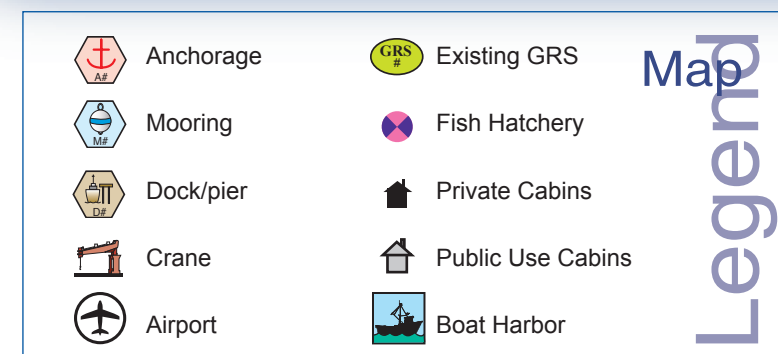 Map
Legend
A#
Anchorage
M#
Mooring
D#
Dock/pier
Crane
Airport
GRS
#
Existing GRS
Fish Hatchery
Private Cabins
Public Use Cabins
Boat Harbor